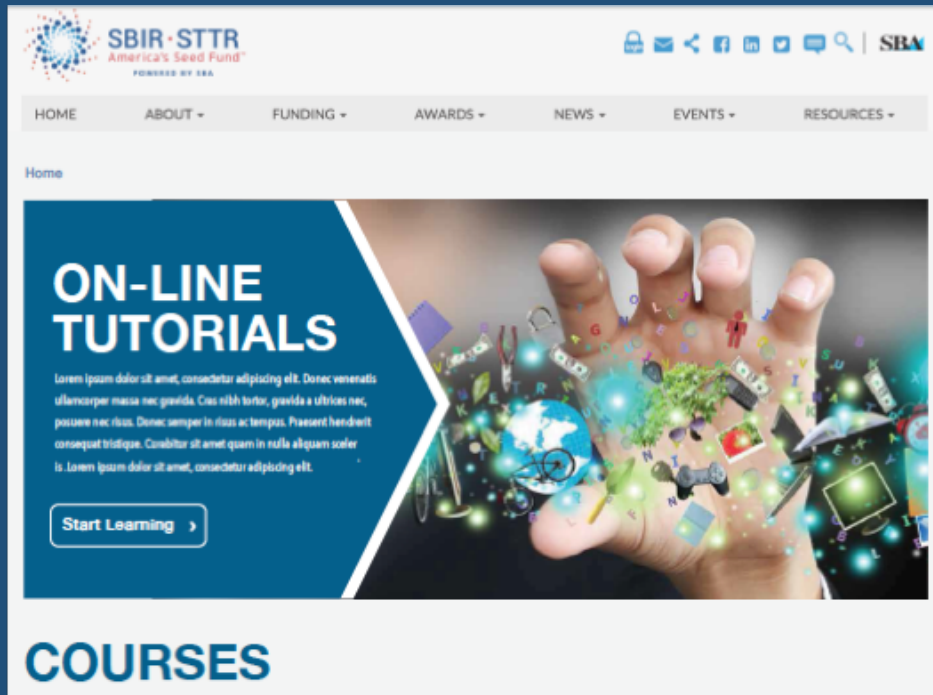 SBIR·STTR
America's Seed Fund™
POWERED BY SBA
Login
SBA
HOME ABOUT FUNDING AWARDS NEWS EVENTS RESOURCES
Home
ON-LINE
TUTORIALS
Lorem ipsum dolor sit amet, consectetur adipiscing elit. Donec venenatis
ullamcorper massa nec gravida. Cras nibh tortor, gravida a ultrices nec,
posuere nec risus. Donec semper in risus ac tempus. Praesent hendrerit
consequat tristique. Curabitur sit amet quam in nulla aliquam sceler
is .Lorem ipsum dolor sit amet, consectetur adipiscing elit.
Start Learning ›
COURSES